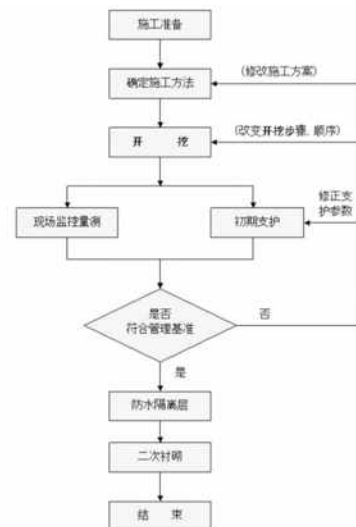 施工准备
(修改施工方案)
确定施工方法
(改变开挖步骤、顺序)
开 挖
修正支
护参数
现场监控量测
初期支护
是否
符合管理基准
否
是
防水隔离层
二次衬砌
结 束